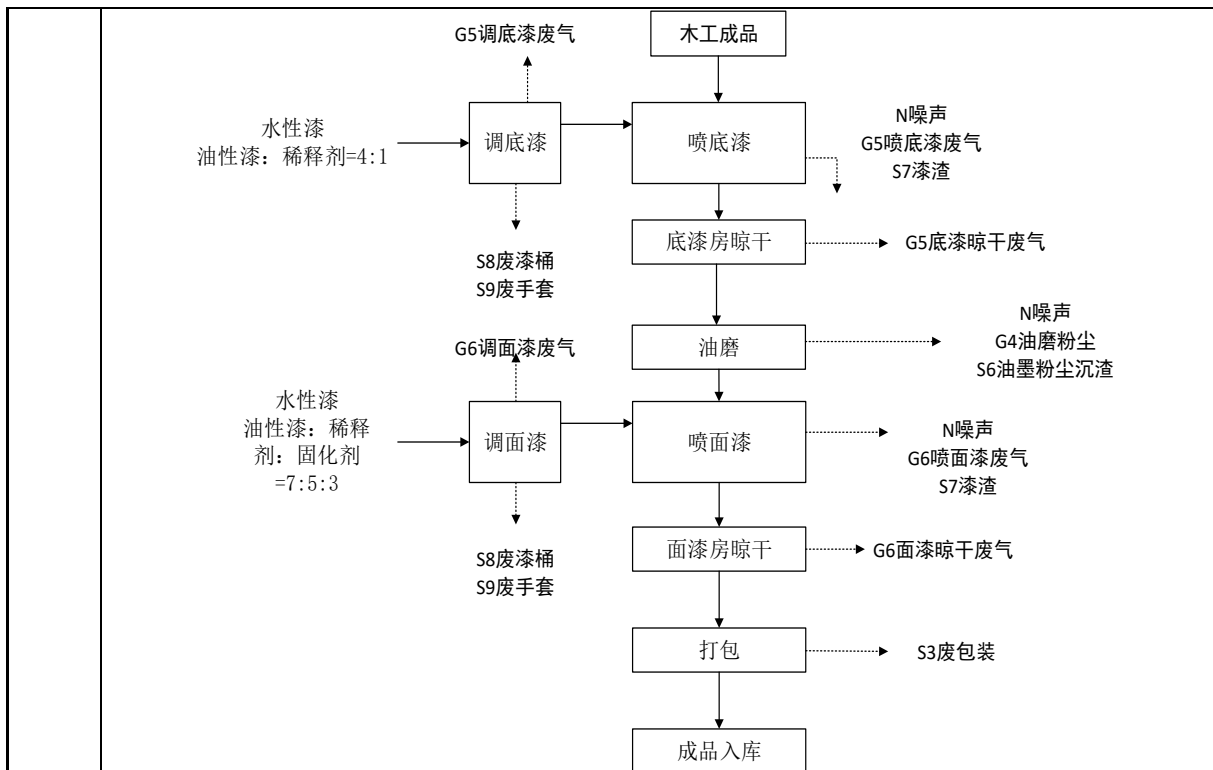 G5调底漆废气
木工成品
水性漆
油性漆：稀释剂=4:1
调底漆
喷底漆
N噪声
G5喷底漆废气
S7漆渣
S8废漆桶
S9废手套
底漆房晾干
G5底漆晾干废气
G6调面漆废气
油磨
N噪声
G4油磨粉尘
S6油墨粉尘沉渣
水性漆
油性漆：稀释
剂：固化剂
=7:5:3
调面漆
喷面漆
N噪声
G6喷面漆废气
S7漆渣
S8废漆桶
S9废手套
面漆房晾干
G6面漆晾干废气
打包
S3废包装
成品入库